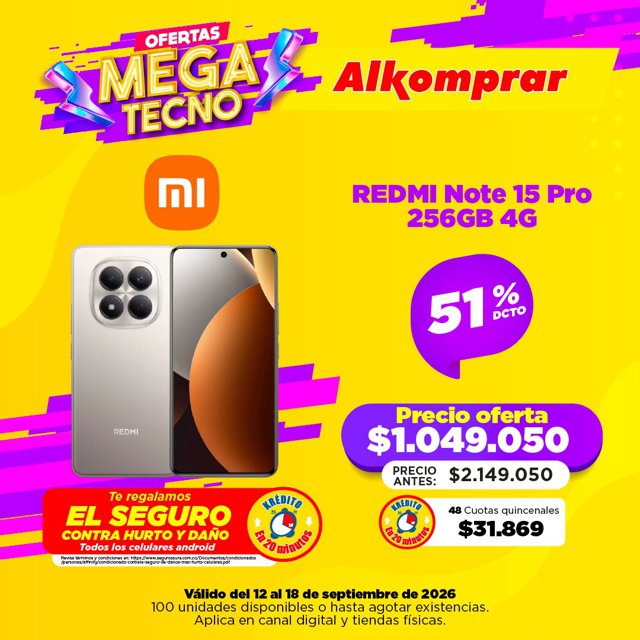 OFERTAS
MEGA
TECNO
Alkomprar
REDMI Note 15 Pro
256GB 4G
51% DCTO
Precio oferta
$1.049.050
PRECIO ANTES: $2.149.050
KRÉDITO
En 20 minutos
48 Cuotas quincenales
$31.869
Te regalamos
EL SEGURO
CONTRA HURTO Y DAÑO
Todos los celulares android
KRÉDITO
En 20 minutos
REDMI
Válido del 12 al 18 de septiembre de 2026
100 unidades disponibles o hasta agotar existencias.
Aplica en canal digital y tiendas físicas.